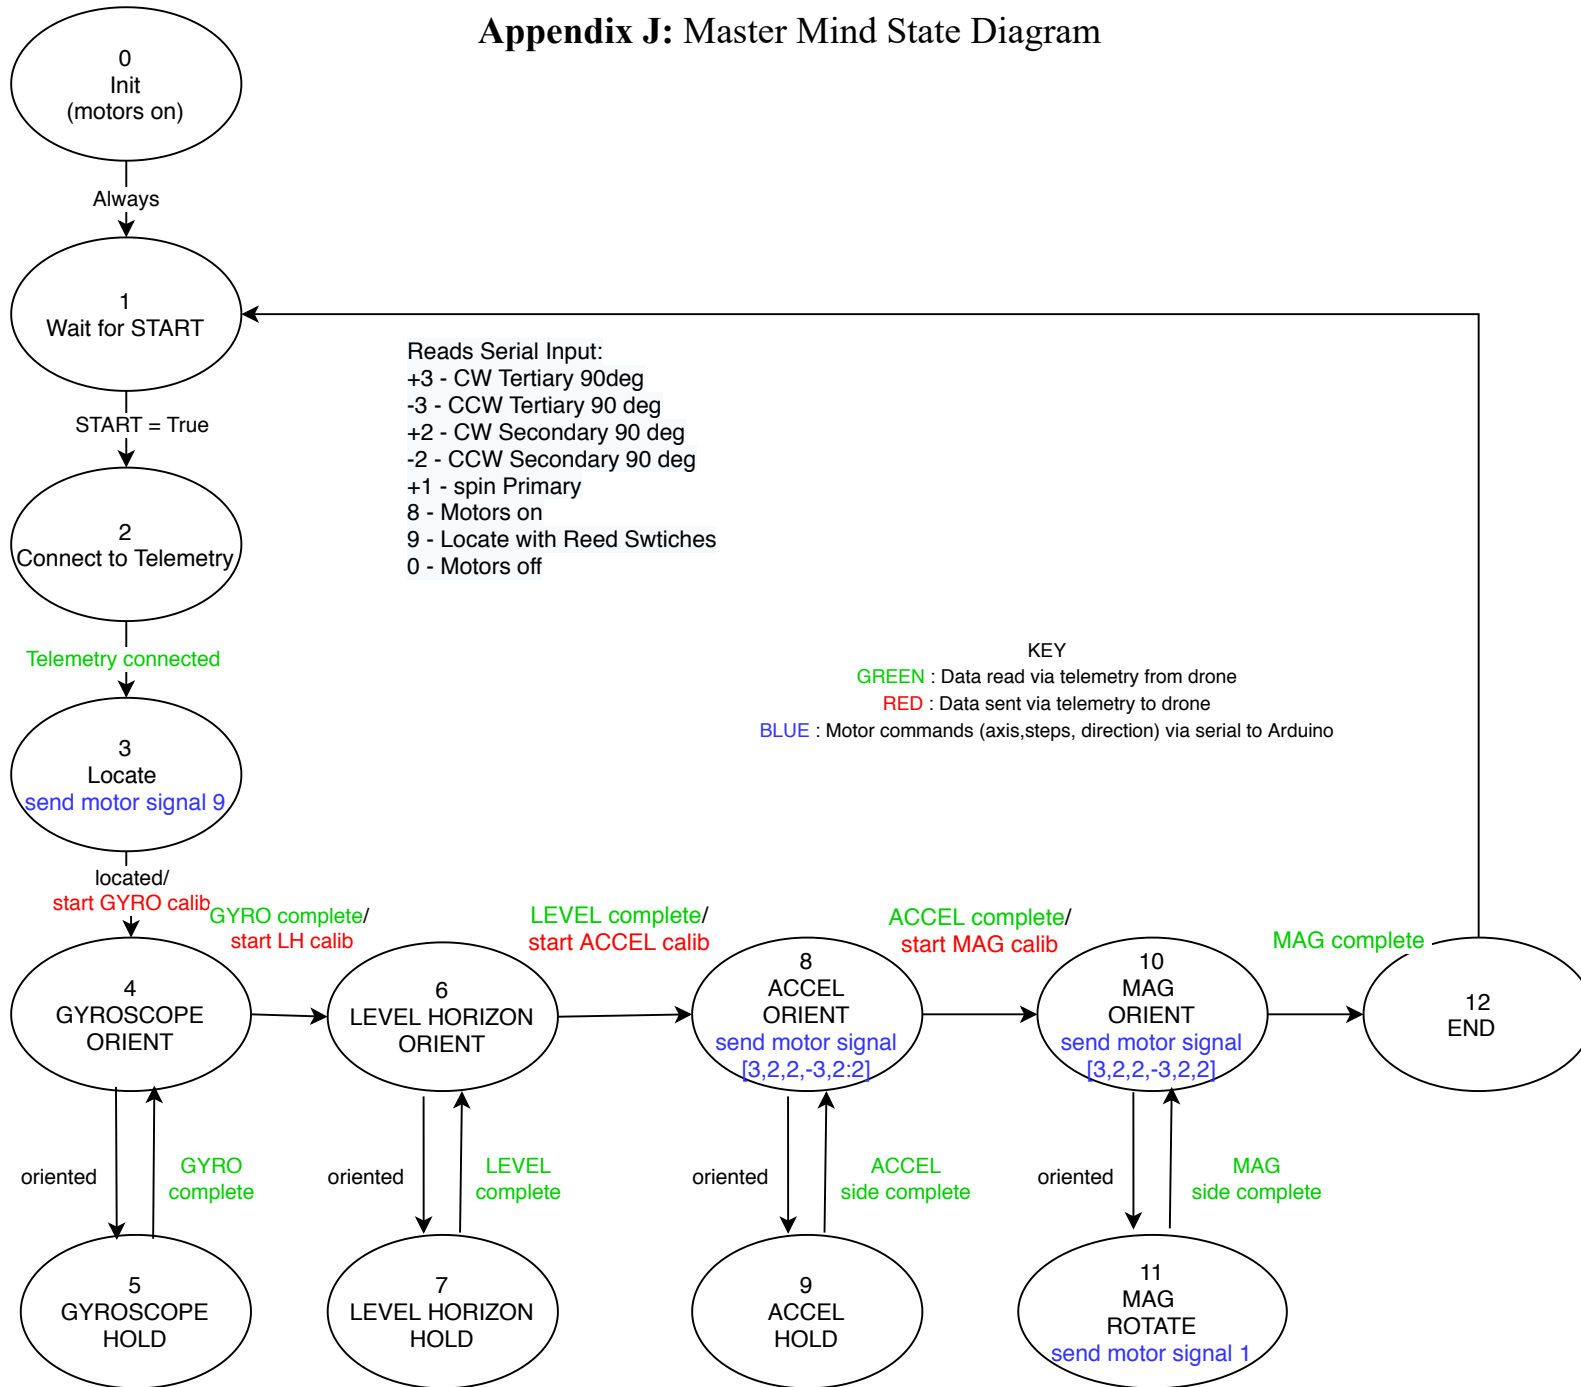 Appendix J: Master Mind State Diagram
0
Init
(motors on)
Always
1
Wait for START
START = True
2
Connect to Telemetry
Telemetry connected
3
Locate
send motor signal 9
located/
start GYRO calib
Reads Serial Input:
+3 - CW Tertiary 90deg
-3 - CCW Tertiary 90 deg
+2 - CW Secondary 90 deg
-2 - CCW Secondary 90 deg
+1 - spin Primary
8 - Motors on
9 - Locate with Reed Swtiches
0 - Motors off
KEY
GREEN : Data read via telemetry from drone
RED : Data sent via telemetry to drone
BLUE : Motor commands (axis,steps, direction) via serial to Arduino
4
GYROSCOPE
ORIENT
GYRO complete/
start LH calib
6
LEVEL HORIZON
ORIENT
LEVEL complete/
start ACCEL calib
8
ACCEL
ORIENT
send motor signal
[3,2,2,-3,2:2]
ACCEL complete/
start MAG calib
10
MAG
ORIENT
send motor signal
[3,2,2,-3,2,2]
MAG complete
12
END
oriented
GYRO
complete
oriented
LEVEL
complete
oriented
ACCEL
side complete
oriented
MAG
side complete
5
GYROSCOPE
HOLD
7
LEVEL HORIZON
HOLD
9
ACCEL
HOLD
11
MAG
ROTATE
send motor signal 1